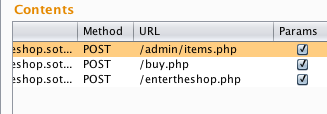 Contents
Method URL Params
eshop.sot... POST /admin/items.php
eshop.sot... POST /buy.php
eshop.sot... POST /entertheshop.php